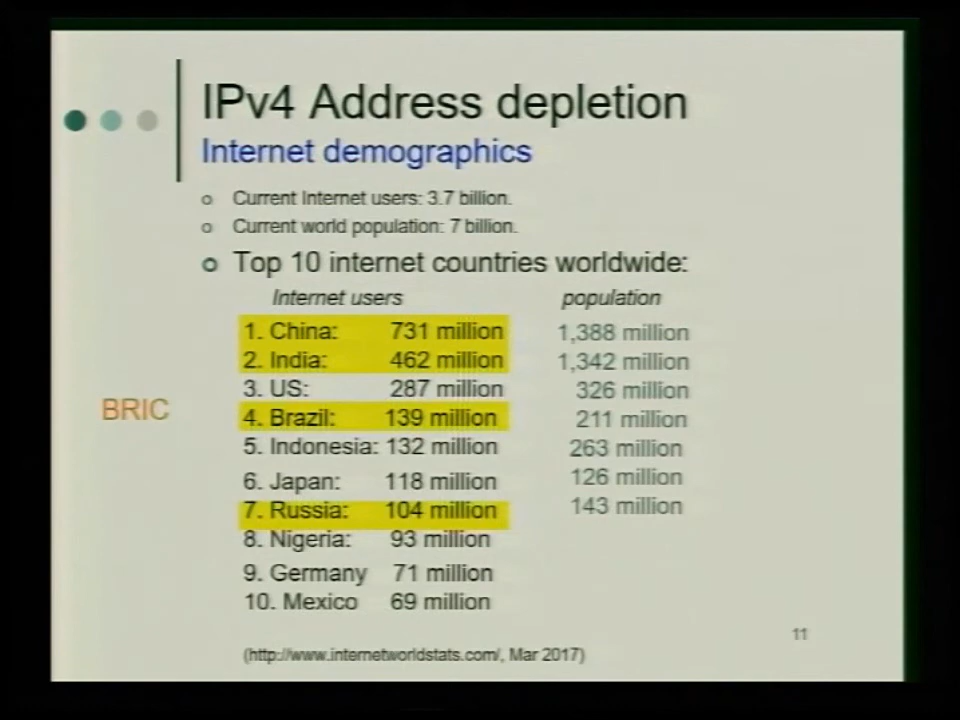 IPv4 Address depletion
Internet demographics
Current Internet users: 3.7 billion.
Current world population: 7 billion.
Top 10 internet countries worldwide:
Internet users population
1. China: 731 million 1,388 million
2. India: 462 million 1,342 million
3. US: 287 million 326 million
BRIC
4. Brazil: 139 million 211 million
5. Indonesia: 132 million 263 million
6. Japan: 118 million 126 million
7. Russia: 104 million 143 million
8. Nigeria: 93 million
9. Germany 71 million
10. Mexico 69 million
11
(http://www.internetworldstats.com/, Mar 2017)